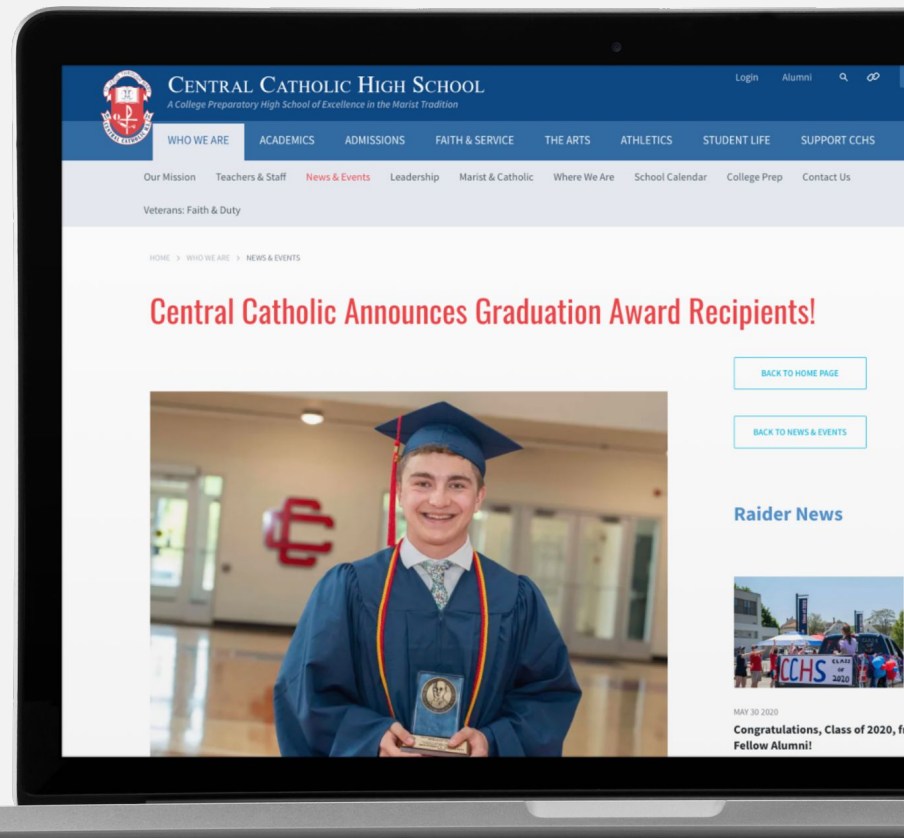 CENTRAL CATHOLIC HIGH SCHOOL
A College Preparatory High School of Excellence in the Marist Tradition
Login Alumni
WHO WE ARE ACADEMICS ADMISSIONS FAITH & SERVICE THE ARTS ATHLETICS STUDENT LIFE SUPPORT CCHS
Our Mission Teachers & Staff News & Events Leadership Marist & Catholic Where We Are School Calendar College Prep Contact Us
Veterans: Faith & Duty
HOME > WHO WE ARE > NEWS & EVENTS
Central Catholic Announces Graduation Award Recipients!
BACK TO HOME PAGE
BACK TO NEWS & EVENTS
Raider News
CCHS CLASS OF 2020
MAY 30 2020
Congratulations, Class of 2020, fr
Fellow Alumni!